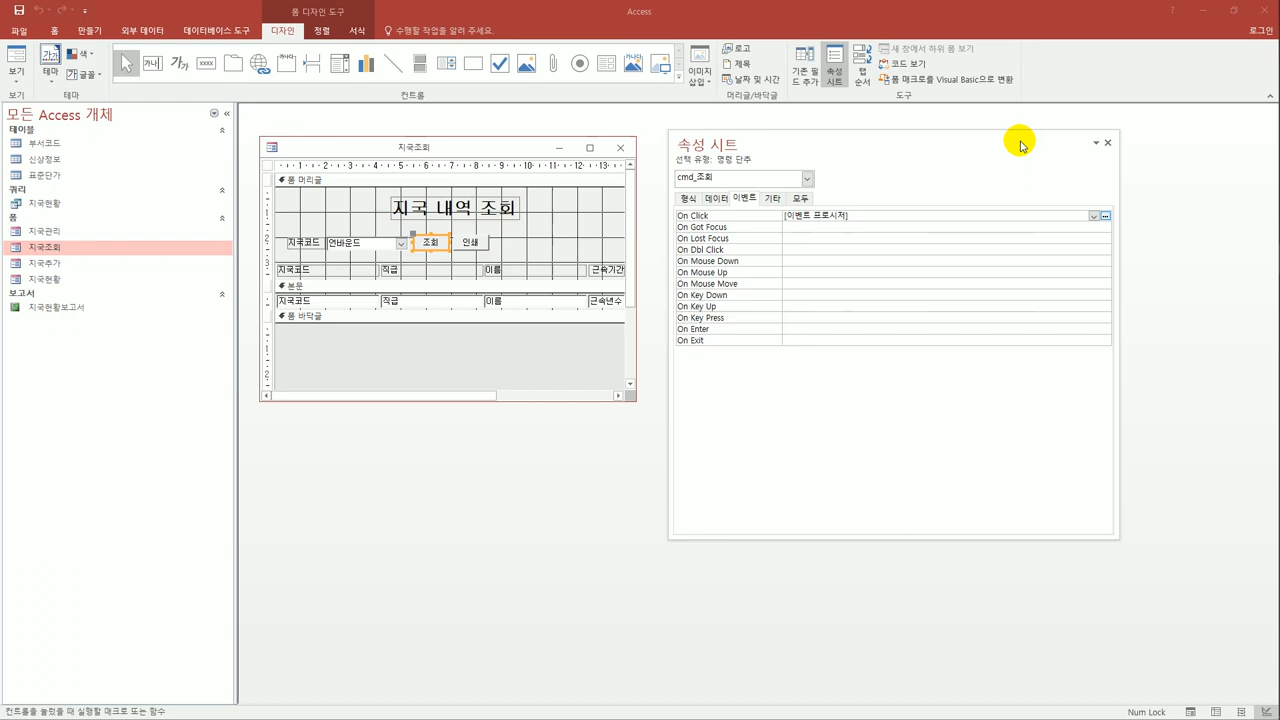 폼 디자인 도구
Access
파일 홈 만들기 외부 데이터 데이터베이스 도구 디자인 정렬 서식 수행할 작업을 알려 주세요.
로그인
보기
테마
색
글꼴
이미지 삽입
로고
제목
날짜 및 시간
기존 필드 추가
속성 시트
탭 순서
새 창에서 하위 폼 보기
코드 보기
폼 매크로를 Visual Basic으로 변환
보기 테마 컨트롤 머리글/바닥글 도구
모든 Access 개체
테이블
부서코드
신상정보
표준단가
쿼리
지국현황
폼
지국관리
지국조회
지국추가
지국현황
보고서
지국현황보고서
지국조회
1 2 3 4 5 6 7 8 9 10 11 12 13
폼 머리글
지국 내역 조회
지국코드 언바운드 조회 인쇄
지국코드 직급 이름 근속기간
본문
지국코드 직급 이름 근속년수
폼 바닥글
속성 시트
선택 유형: 명령 단추
cmd_조회
형식 데이터 이벤트 기타 모두
On Click [이벤트 프로시저]
On Got Focus
On Lost Focus
On Dbl Click
On Mouse Down
On Mouse Up
On Mouse Move
On Key Down
On Key Up
On Key Press
On Enter
On Exit
컨트롤을 눌렀을 때 실행할 매크로 또는 함수
Num Lock